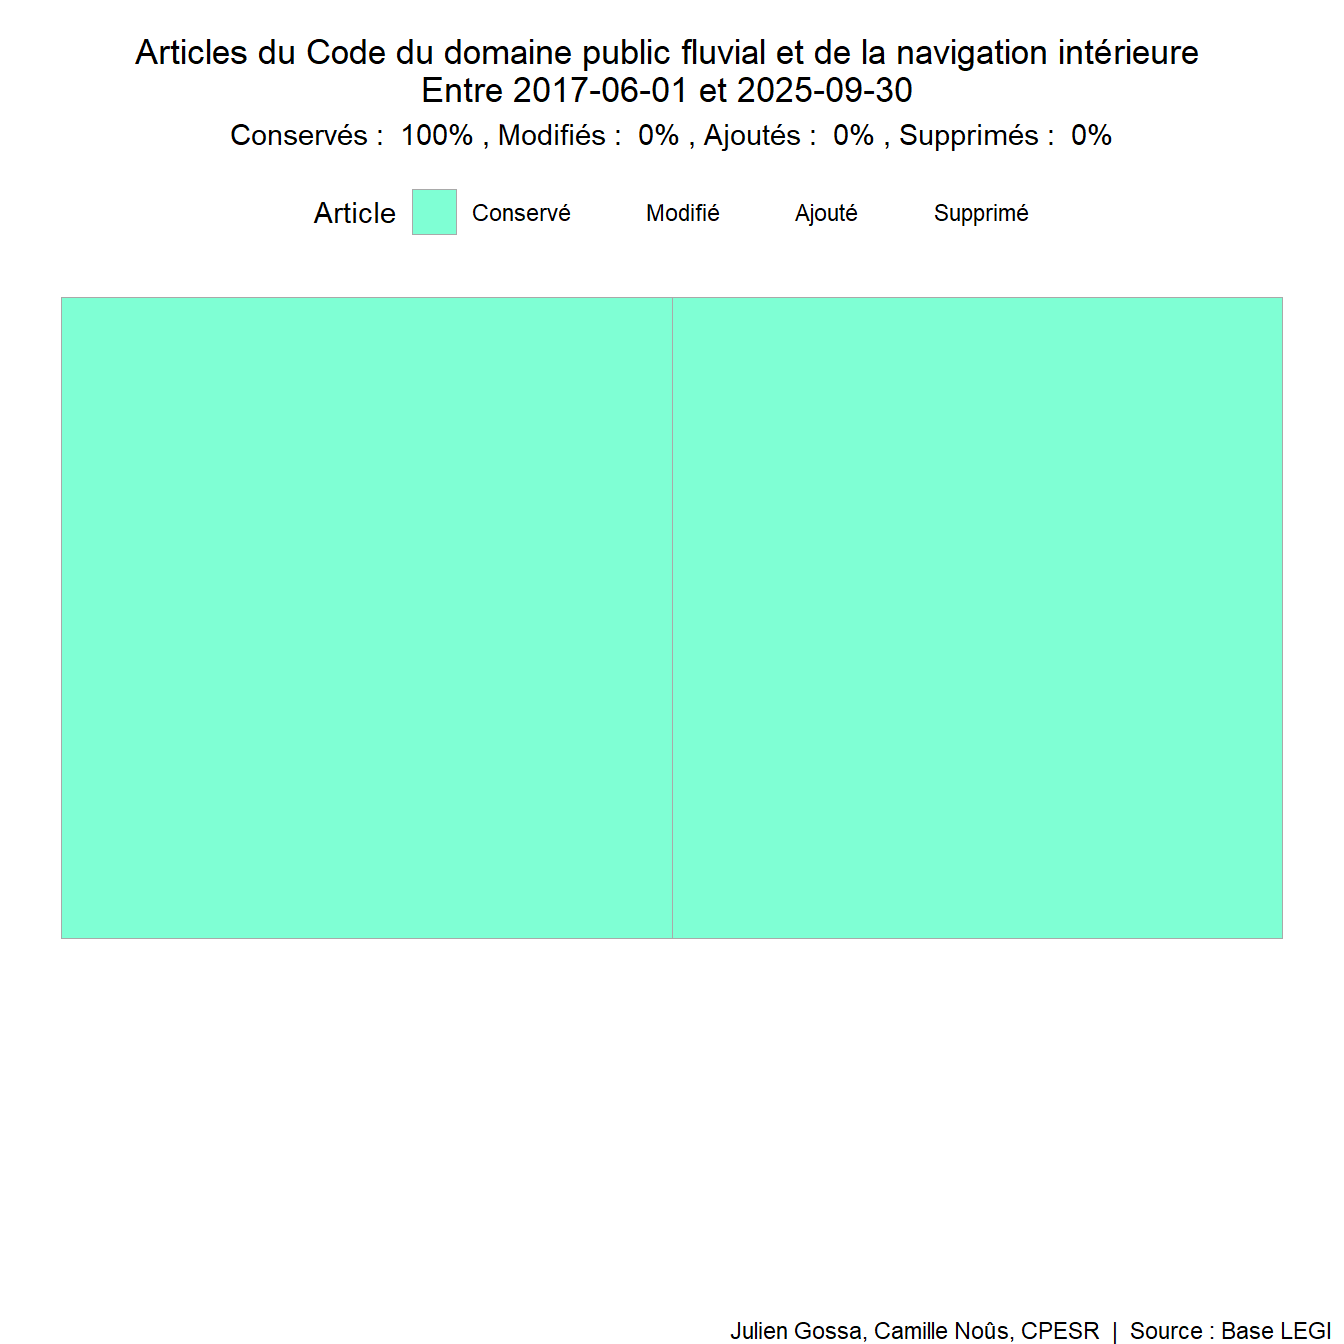 Articles du Code du domaine public fluvial et de la navigation intérieure
Entre 2017-06-01 et 2025-09-30
Conservés :  100% , Modifiés :  0% , Ajoutés :  0% , Supprimés :  0%
Article Conservé Modifié Ajouté Supprimé
Julien Gossa, Camille Noûs, CPESR  |  Source : Base LEGI